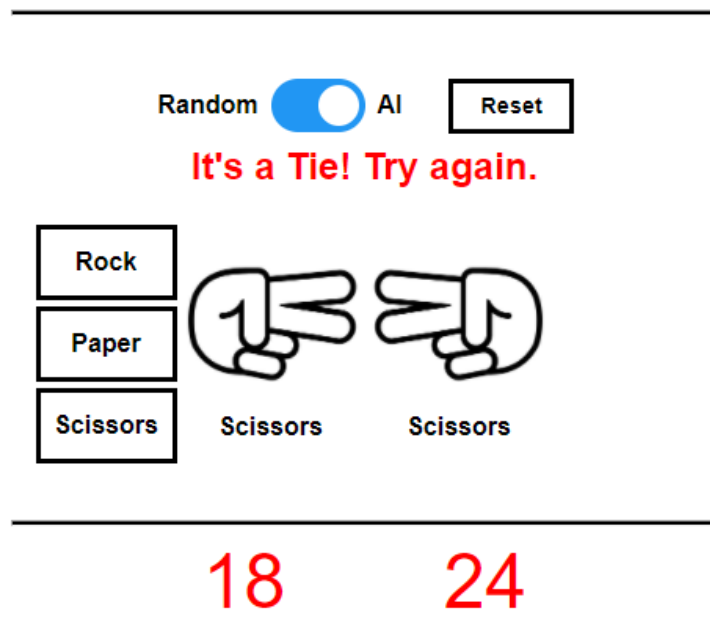 Random AI Reset
It's a Tie! Try again.
Rock
Paper
Scissors Scissors Scissors
18 24